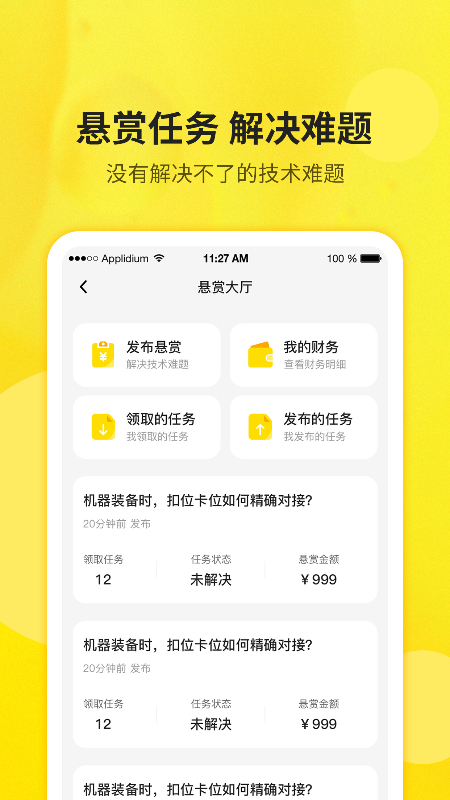 悬赏任务 解决难题
没有解决不了的技术难题
Applidium 11:27 AM 100 %
悬赏大厅
发布悬赏 我的财务
解决技术难题 查看财务明细
领取的任务 发布的任务
我领取的任务 我发布的任务
机器装备时，扣位卡位如何精确对接?
20分钟前 发布
领取任务 任务状态 悬赏金额
12 未解决 ￥999
机器装备时，扣位卡位如何精确对接?
20分钟前 发布
领取任务 任务状态 悬赏金额
12 未解决 ￥999
机器装备时，扣位卡位如何精确对接?